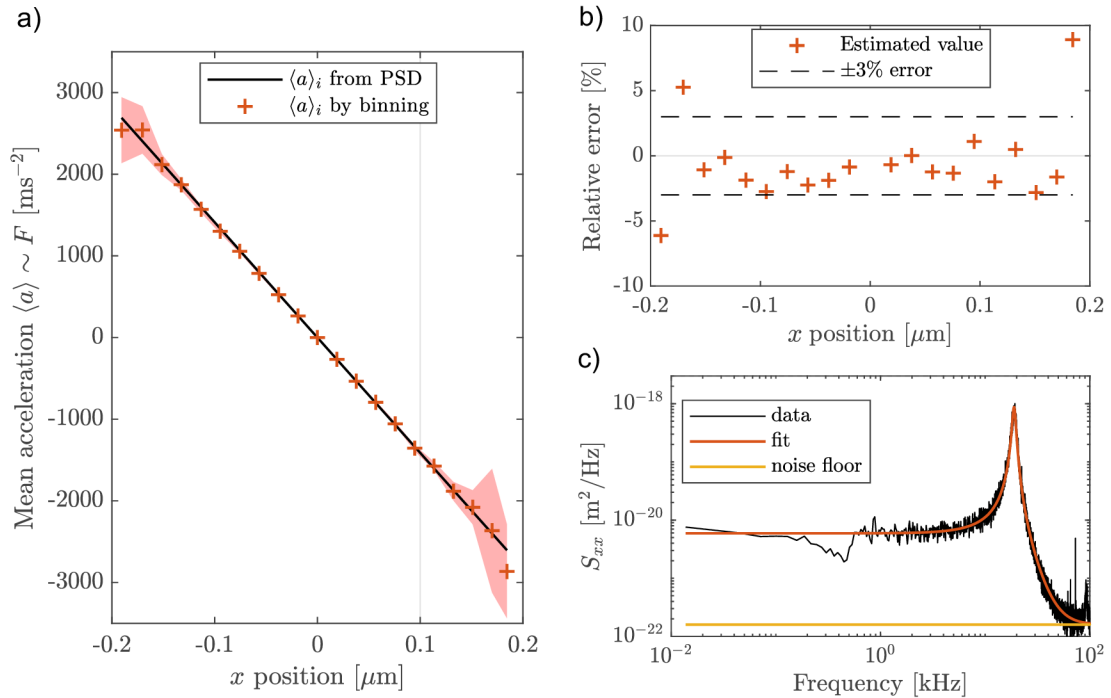 a)
3000
2000
1000
0
-1000
-2000
-3000
-0.2
-0.1
0
0.1
0.2
Mean acceleration ⟨a⟩ ∼ F [ms⁻²]
x position [μm]
⟨a⟩ᵢ from PSD
⟨a⟩ᵢ by binning
b)
10
5
0
-5
-10
-0.2
-0.1
0
0.1
0.2
Relative error [%]
x position [μm]
Estimated value
±3% error
c)
10⁻¹⁸
10⁻²⁰
10⁻²²
10⁻²
10⁰
10²
Sₓₓ [m²/Hz]
Frequency [kHz]
data
fit
noise floor